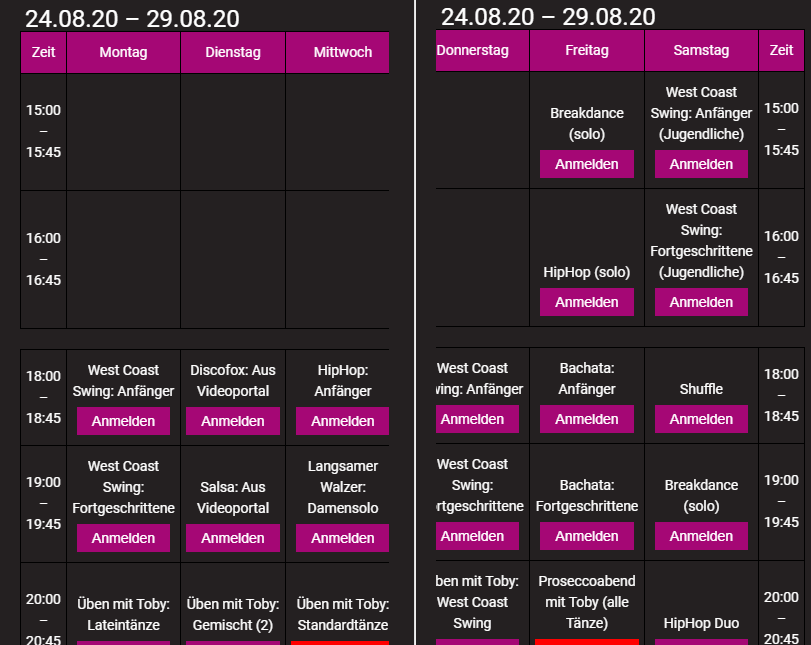 24.08.20 – 29.08.20
Zeit Montag Dienstag Mittwoch
15:00
–
15:45
16:00
–
16:45
18:00
–
18:45
West Coast
Swing: Anfänger
Anmelden
Discofox: Aus
Videoportal
Anmelden
HipHop:
Anfänger
Anmelden
19:00
–
19:45
West Coast
Swing:
Fortgeschrittene
Anmelden
Salsa: Aus
Videoportal
Anmelden
Langsamer
Walzer:
Damensolo
Anmelden
20:00
–
20:45
Üben mit Toby:
Lateintänze
Üben mit Toby:
Gemischt (2)
Üben mit Toby:
Standardtänze
24.08.20 – 29.08.20
Donnerstag Freitag Samstag Zeit
Breakdance
(solo)
Anmelden
West Coast
Swing: Anfänger
(Jugendliche)
Anmelden
15:00
–
15:45
HipHop (solo)
Anmelden
West Coast
Swing:
Fortgeschrittene
(Jugendliche)
Anmelden
16:00
–
16:45
West Coast
wing: Anfänger
Anmelden
Bachata:
Anfänger
Anmelden
Shuffle
Anmelden
18:00
–
18:45
West Coast
Swing:
rtgeschrittene
Anmelden
Bachata:
Fortgeschrittene
Anmelden
Breakdance
(solo)
Anmelden
19:00
–
19:45
ben mit Toby:
West Coast
Swing
Proseccoabend
mit Toby (alle
Tänze)
HipHop Duo
20:00
–
20:45